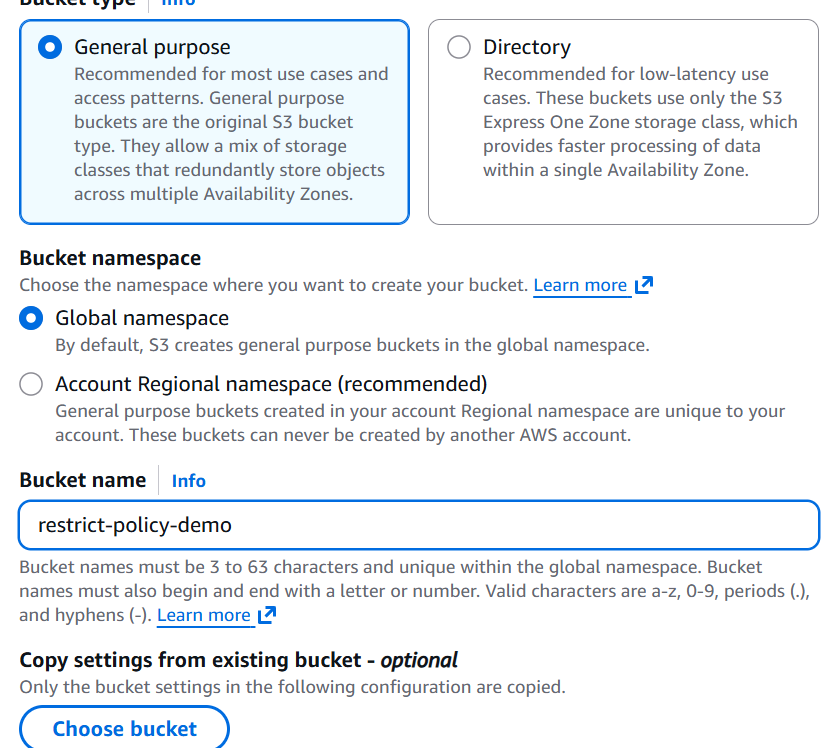 Bucket type Info
General purpose
Recommended for most use cases and
access patterns. General purpose
buckets are the original S3 bucket
type. They allow a mix of storage
classes that redundantly store objects
across multiple Availability Zones.
Directory
Recommended for low-latency use
cases. These buckets use only the S3
Express One Zone storage class, which
provides faster processing of data
within a single Availability Zone.
Bucket namespace
Choose the namespace where you want to create your bucket. Learn more
Global namespace
By default, S3 creates general purpose buckets in the global namespace.
Account Regional namespace (recommended)
General purpose buckets created in your account Regional namespace are unique to your
account. These buckets can never be created by another AWS account.
Bucket name Info
restrict-policy-demo
Bucket names must be 3 to 63 characters and unique within the global namespace. Bucket
names must also begin and end with a letter or number. Valid characters are a-z, 0-9, periods (.),
and hyphens (-). Learn more
Copy settings from existing bucket - optional
Only the bucket settings in the following configuration are copied.
Choose bucket